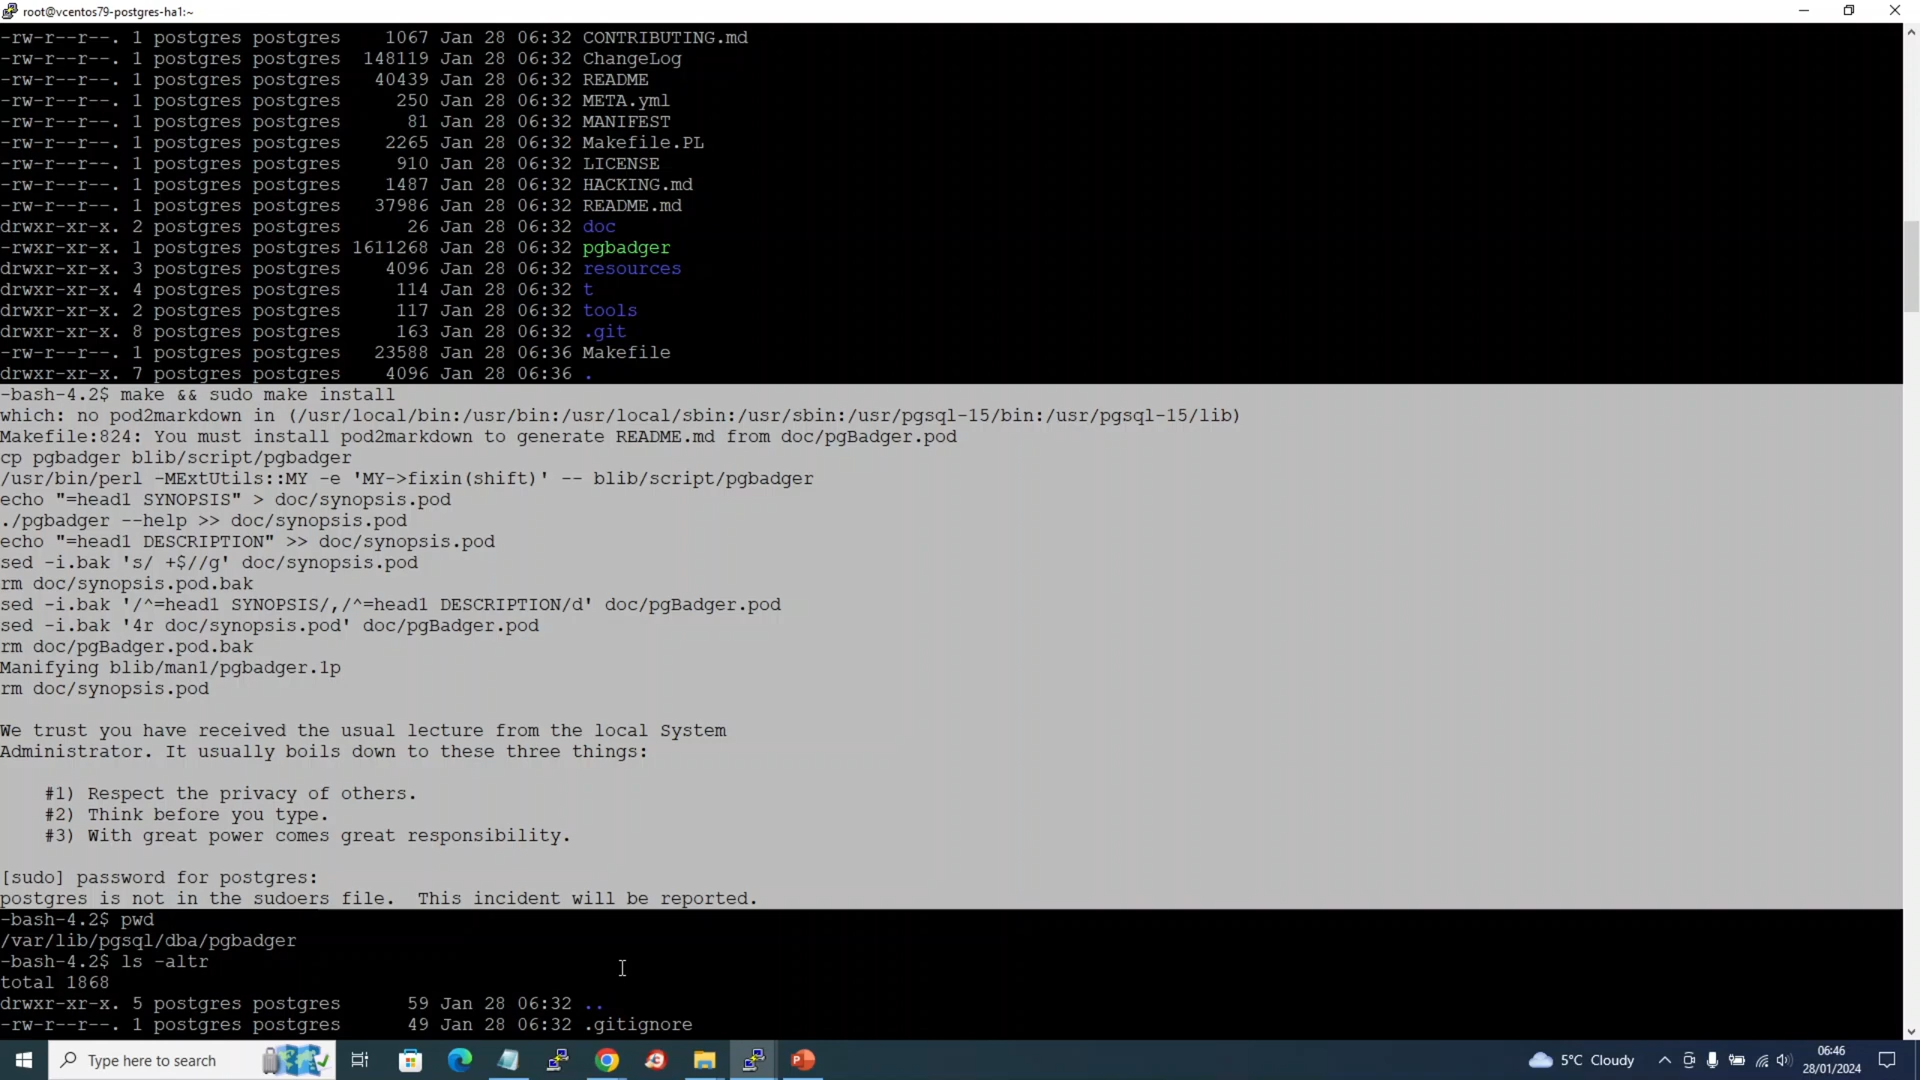 root@vcentos79-postgres-ha1:~
-rw-r--r--. 1 postgres postgres    1067 Jan 28 06:32 CONTRIBUTING.md
-rw-r--r--. 1 postgres postgres  148119 Jan 28 06:32 ChangeLog
-rw-r--r--. 1 postgres postgres   40439 Jan 28 06:32 README
-rw-r--r--. 1 postgres postgres     250 Jan 28 06:32 META.yml
-rw-r--r--. 1 postgres postgres      81 Jan 28 06:32 MANIFEST
-rw-r--r--. 1 postgres postgres    2265 Jan 28 06:32 Makefile.PL
-rw-r--r--. 1 postgres postgres     910 Jan 28 06:32 LICENSE
-rw-r--r--. 1 postgres postgres    1487 Jan 28 06:32 HACKING.md
-rw-r--r--. 1 postgres postgres   37986 Jan 28 06:32 README.md
drwxr-xr-x. 2 postgres postgres      26 Jan 28 06:32 doc
-rwxr-xr-x. 1 postgres postgres 1611268 Jan 28 06:32 pgbadger
drwxr-xr-x. 3 postgres postgres    4096 Jan 28 06:32 resources
drwxr-xr-x. 4 postgres postgres     114 Jan 28 06:32 t
drwxr-xr-x. 2 postgres postgres     117 Jan 28 06:32 tools
drwxr-xr-x. 8 postgres postgres     163 Jan 28 06:32 .git
-rw-r--r--. 1 postgres postgres   23588 Jan 28 06:36 Makefile
drwxr-xr-x. 7 postgres postgres    4096 Jan 28 06:36 .
-bash-4.2$ make && sudo make install
which: no pod2markdown in (/usr/local/bin:/usr/bin:/usr/local/sbin:/usr/sbin:/usr/pgsql-15/bin:/usr/pgsql-15/lib)
Makefile:824: You must install pod2markdown to generate README.md from doc/pgBadger.pod
cp pgbadger blib/script/pgbadger
/usr/bin/perl -MExtUtils::MY -e 'MY->fixin(shift)' -- blib/script/pgbadger
echo "=head1 SYNOPSIS" > doc/synopsis.pod
./pgbadger --help >> doc/synopsis.pod
echo "=head1 DESCRIPTION" >> doc/synopsis.pod
sed -i.bak 's/ +$//g' doc/synopsis.pod
rm doc/synopsis.pod.bak
sed -i.bak '/^=head1 SYNOPSIS/,/^=head1 DESCRIPTION/d' doc/pgBadger.pod
sed -i.bak '4r doc/synopsis.pod' doc/pgBadger.pod
rm doc/pgBadger.pod.bak
Manifying blib/man1/pgbadger.1p
rm doc/synopsis.pod
We trust you have received the usual lecture from the local System
Administrator. It usually boils down to these three things:
#1) Respect the privacy of others.
#2) Think before you type.
#3) With great power comes great responsibility.
[sudo] password for postgres:
postgres is not in the sudoers file.  This incident will be reported.
-bash-4.2$ pwd
/var/lib/pgsql/dba/pgbadger
-bash-4.2$ ls -altr
total 1868
drwxr-xr-x. 5 postgres postgres      59 Jan 28 06:32 ..
-rw-r--r--. 1 postgres postgres      49 Jan 28 06:32 .gitignore
Type here to search
5°C Cloudy
06:46
28/01/2024